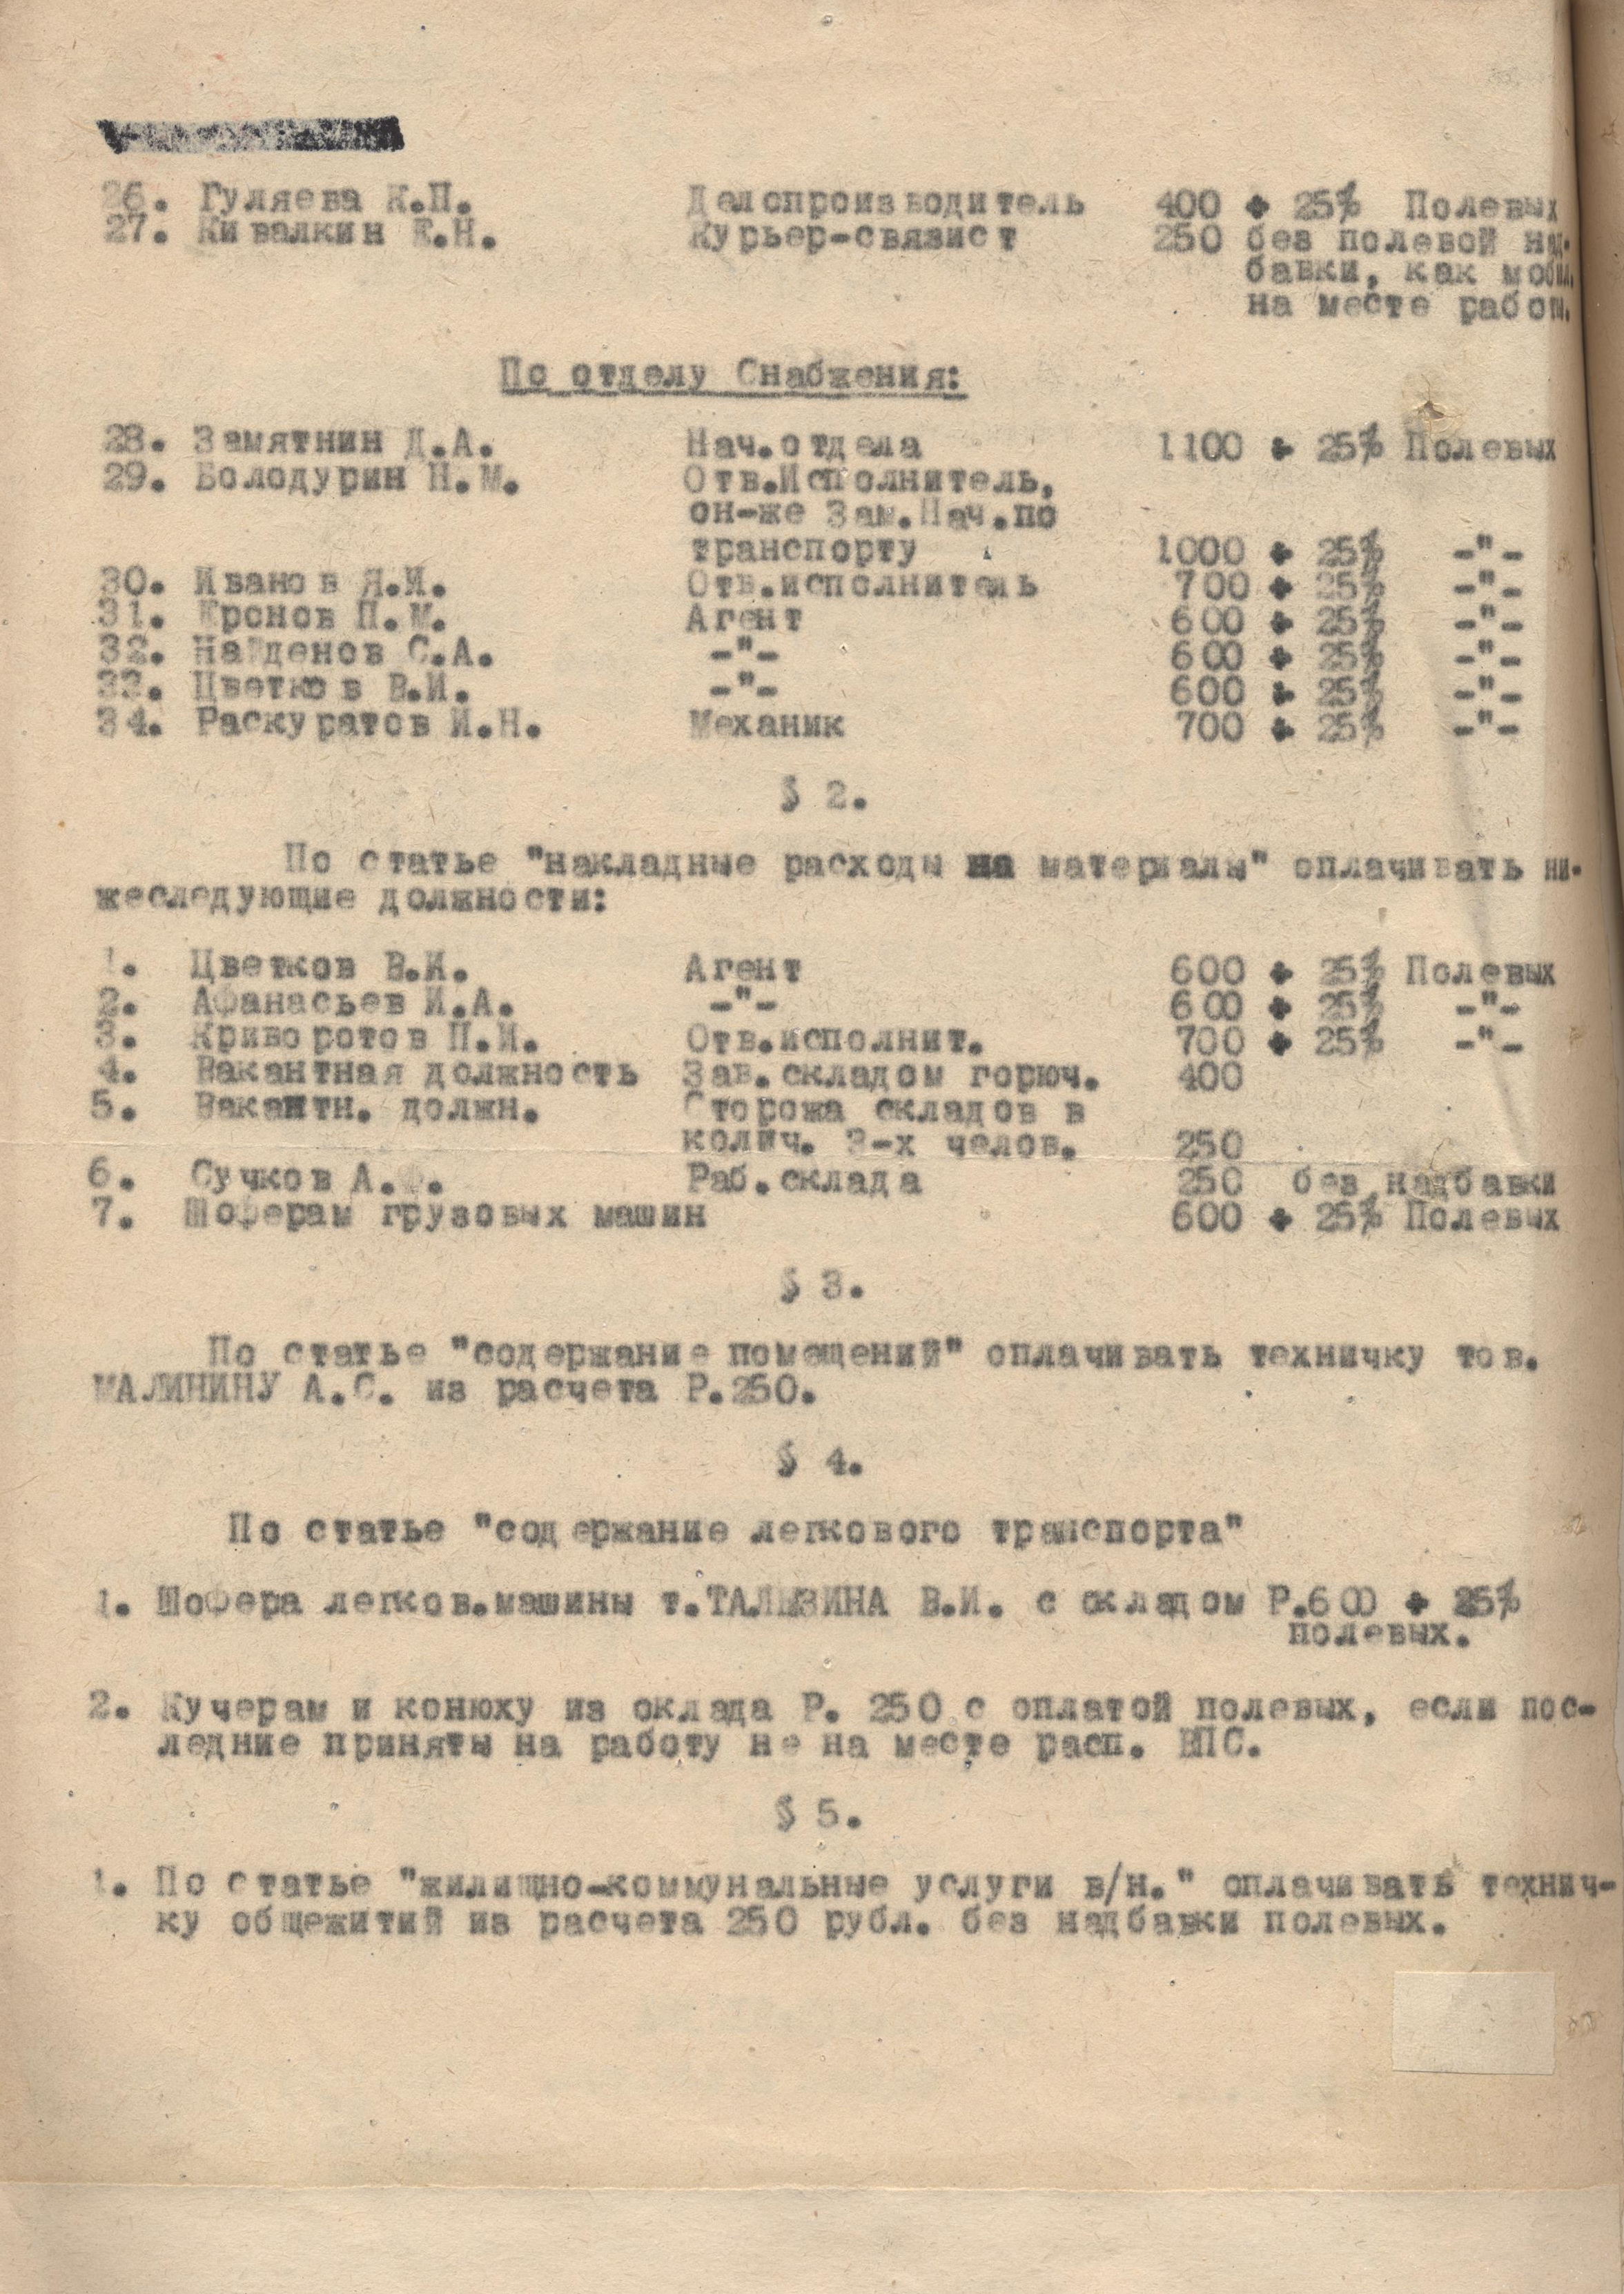 26. Гуляева К.П. Делопроизводитель 400 + 25% Полевых
27. Кивалкин Е.Н. Курьер-связист 250 без полевой над.
бавки, как мобил.
на месте работ.
По отделу Снабжения:
28. Замятнин Д.А. Нач.отдела 1100 + 25% Полевых
29. Володурин Н.М. Отв.Исполнитель,
он-же Зам.Нач.по
транспорту 1000 + 25% -"-
30. Иванов Я.И. Отв.исполнитель 700 + 25% -"-
31. П.М. Агент 600 + 25% -"-
32. Найденов С.А. -"- 600 + 25% -"-
33. Цветков В.И. -"- 600 + 25% -"-
34. Раскуратов И.Н. Механик 700 + 25% -"-
§ 2.
По статье "накладные расходы на материалы" оплачивать ни-
жеследующие должности:
1. Цветков В.И. Агент 600 + 25% Полевых
2. Афанасьев И.А. -"- 600 + 25% -"-
3. Криворотов П.И. Отв.исполнит. 700 + 25% -"-
4. Вакантная должность Зав.складом горюч. 400
5. Вакантн. должн. Сторожа складов в
колич. 3-х челов. 250
6. Сучков А. Раб.склада 250 без надбавки
7. Шоферам грузовых машин 600 + 25% Полевых
§ 3.
По статье "содержание помещений" оплачивать техничку тов.
МАЛИНИНУ А.С. из расчета Р.250.
§ 4.
По статье "содержание легкового транспорта"
1. Шофера легков.машины т.ТАЛЫЗИНА В.И. с окладом Р.600 + 25%
полевых.
2. Кучерам и конюху из оклада Р. 250 с оплатой полевых, если пос-
ледние приняты на работу не на месте расп. ВПС.
§ 5.
1. По статье "жилищно-коммунальные услуги в/н." оплачивать технич-
ку общежитий из расчета 250 рубл. без надбавки полевых.